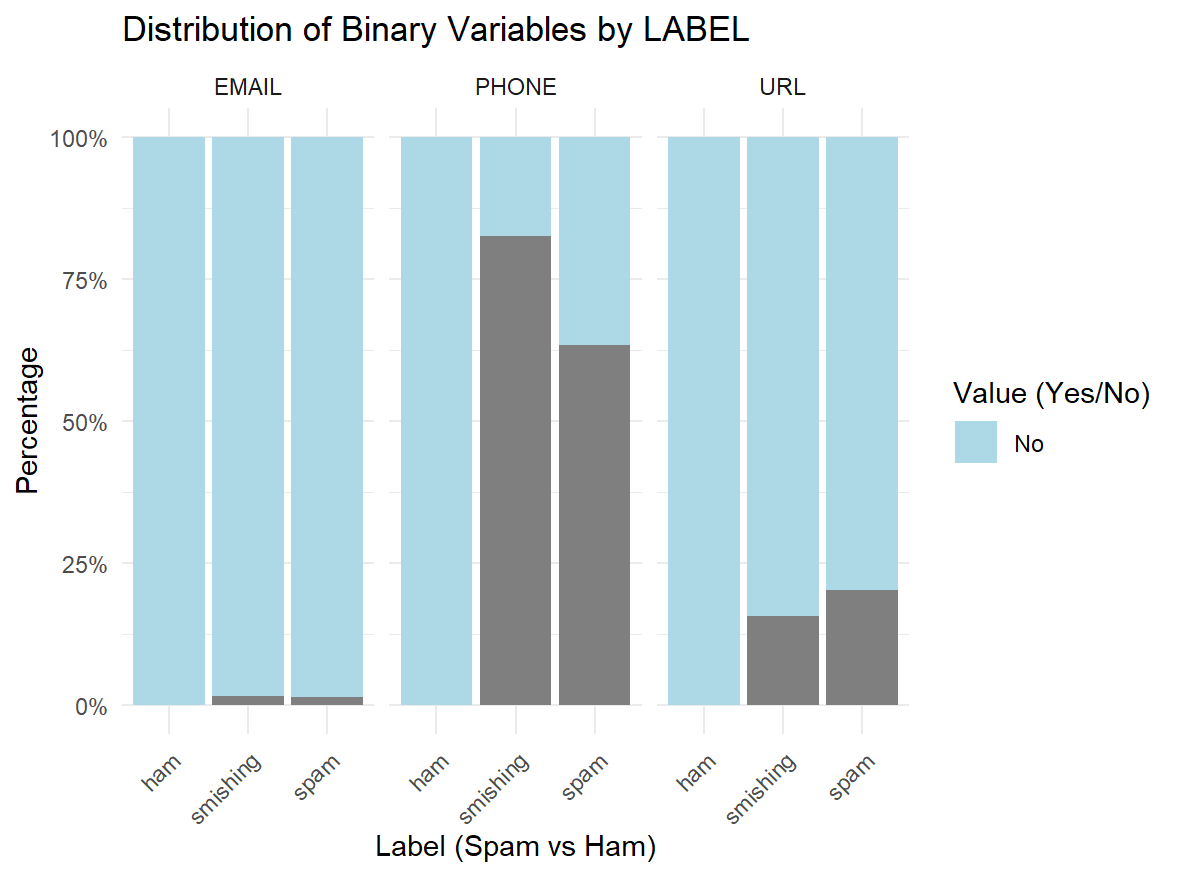 Distribution of Binary Variables by LABEL
EMAIL PHONE URL
100%
75%
50%
25%
0%
Percentage
ham smishing spam ham smishing spam ham smishing spam
Label (Spam vs Ham)
Value (Yes/No)
No